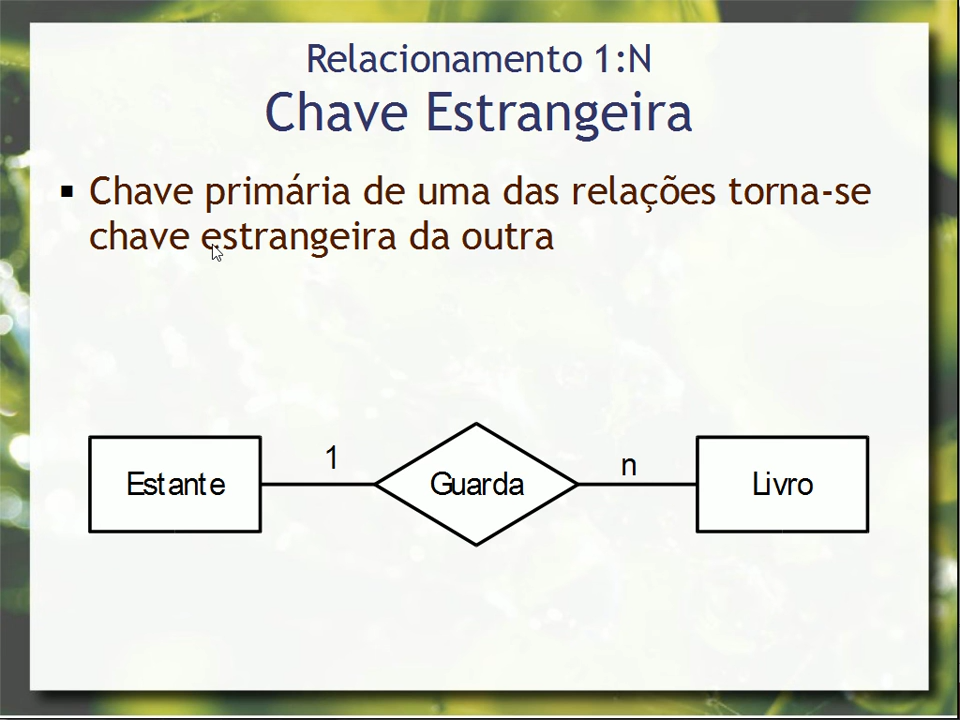 Relacionamento 1:N
Chave Estrangeira
Chave primária de uma das relações torna-se
chave estrangeira da outra
Estante 1 Guarda n Livro